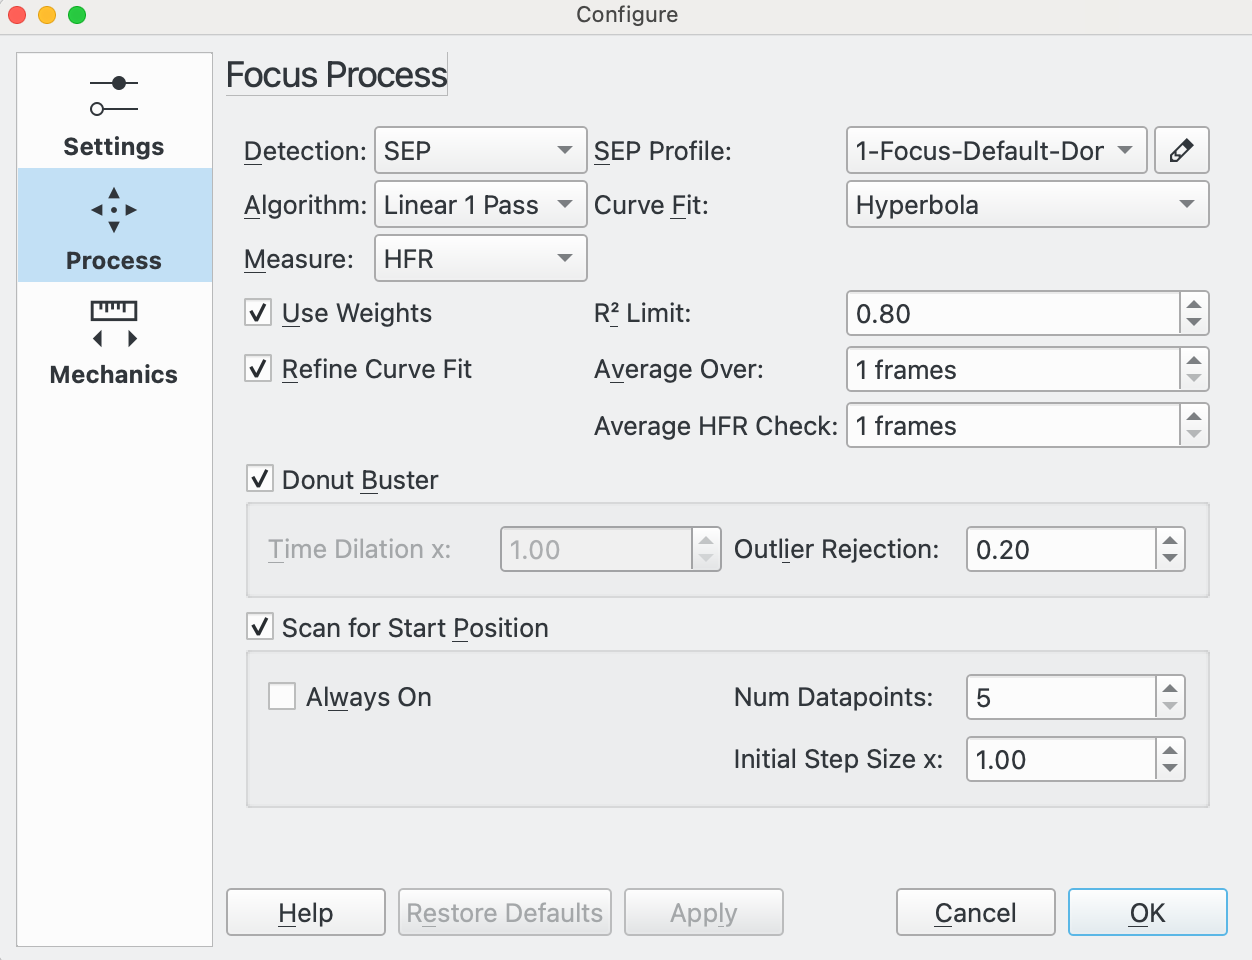 Configure
Settings
Process
Mechanics
Focus Process
Detection: SEP SEP Profile: 1-Focus-Default-Dor
Algorithm: Linear 1 Pass Curve Fit: Hyperbola
Measure: HFR
Use Weights R² Limit: 0.80
Refine Curve Fit Average Over: 1 frames
Average HFR Check: 1 frames
Donut Buster
Time Dilation x: 1.00 Outlier Rejection: 0.20
Scan for Start Position
Always On Num Datapoints: 5
Initial Step Size x: 1.00
Help Restore Defaults Apply Cancel OK